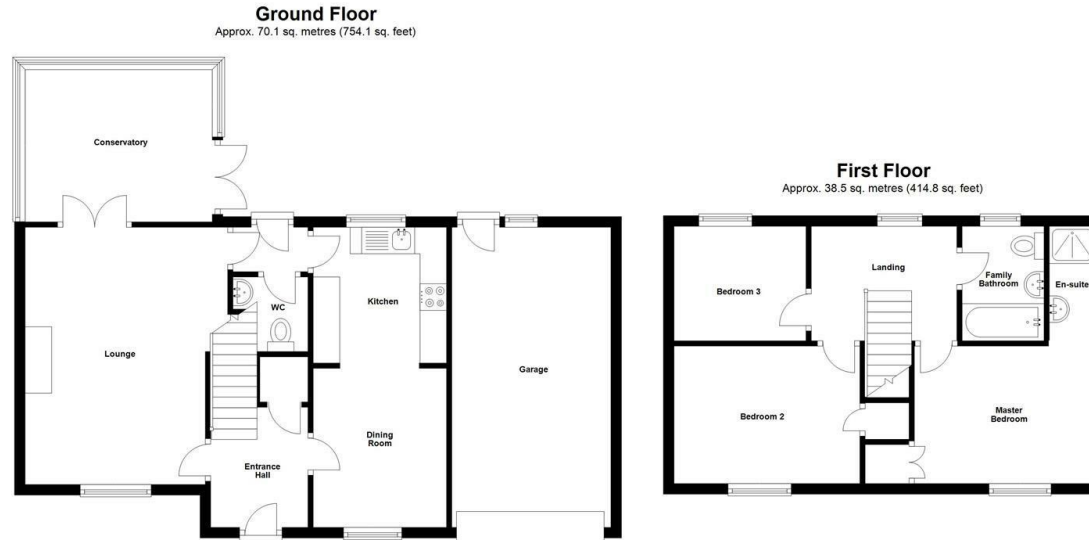 Ground Floor
Approx. 70.1 sq. metres (754.1 sq. feet)
Conservatory
Lounge
WC
Kitchen
Dining
Room
Entrance
Hall
Garage
First Floor
Approx. 38.5 sq. metres (414.8 sq. feet)
Bedroom 3
Landing
Family
Bathroom
En-suite
Bedroom 2
Master
Bedroom